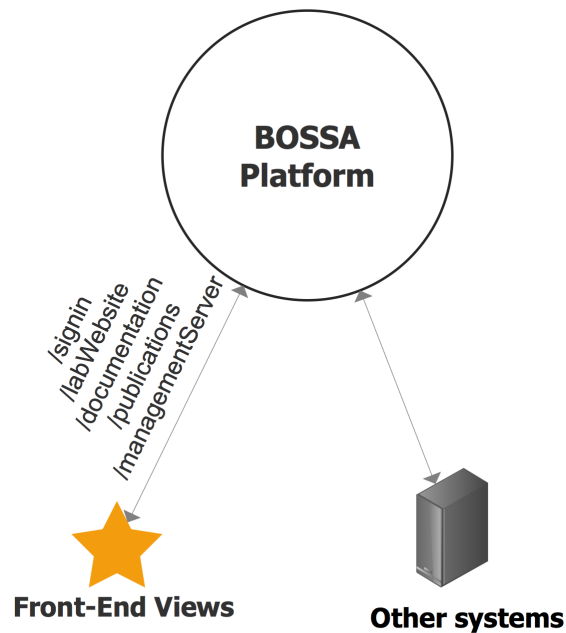 BOSSA
Platform
/signin
/labWebsite
/documentation
/publications
/managementServer
Front-End Views
Other systems